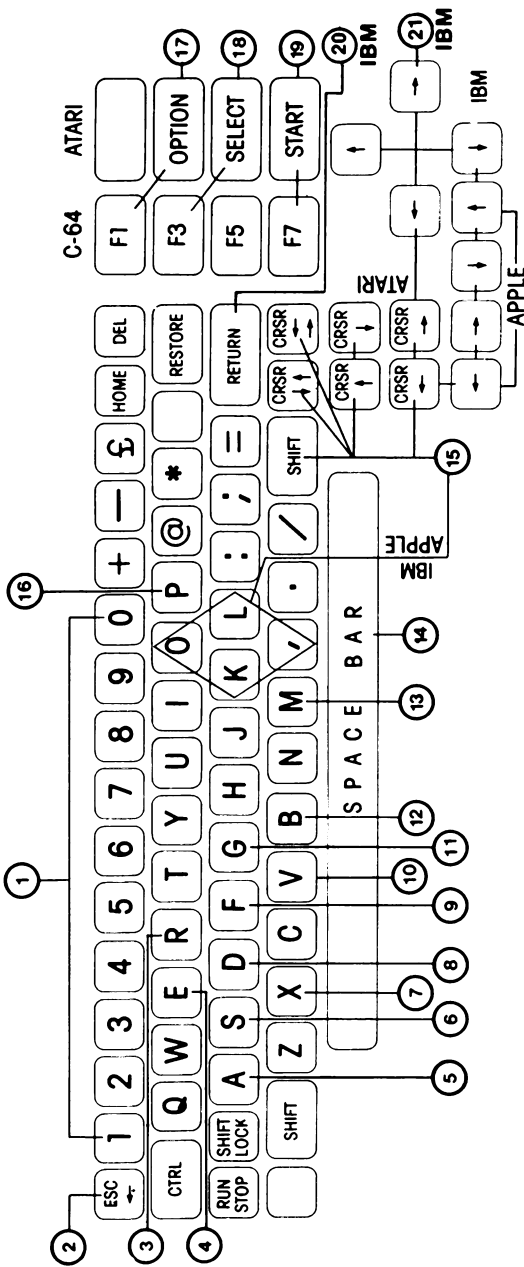 1
16
17
18
19
20
IBM
21
IBM
2
3
4
C-64
ATARI
ESC ←
1 2 3 4 5 6 7 8 9 0 + — £ HOME DEL
F1
CTRL Q W E R T Y U I O P @ * RESTORE
F3 OPTION
RUN STOP SHIFT LOCK A S D F G H J K L : ; = RETURN
F5 SELECT
SHIFT Z X C V B N M , . / SHIFT CRSR ↑↑ CRSR ↓→
F7 START
SPACE BAR
CRSR ↑ CRSR ↓
CRSR ← CRSR →
← → ↓ ↑ ↓
↑
← →
ATARI
APPLE
IBM
IBM
APPLE
5
6
7
8
9
10
11
12
13
14
15